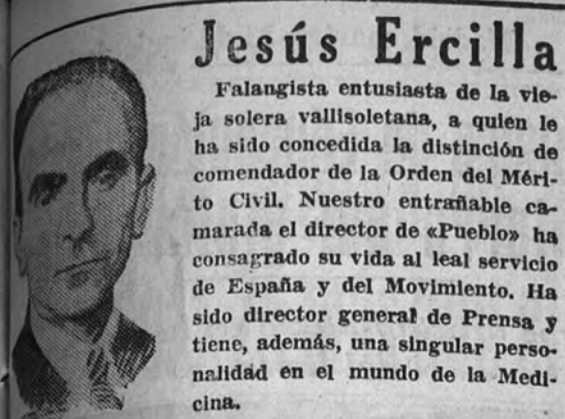 Jesús Ercilla
Falangista entusiasta de la vie-
ja solera vallisoletana, a quien le
ha sido concedida la distinción de
comendador de la Orden del Méri-
to Civil. Nuestro entrañable ca-
marada el director de «Pueblo» ha
consagrado su vida al leal servicio
de España y del Movimiento. Ha
sido director general de Prensa y
tiene, además, una singular perso-
nalidad en el mundo de la Medi-
cina.